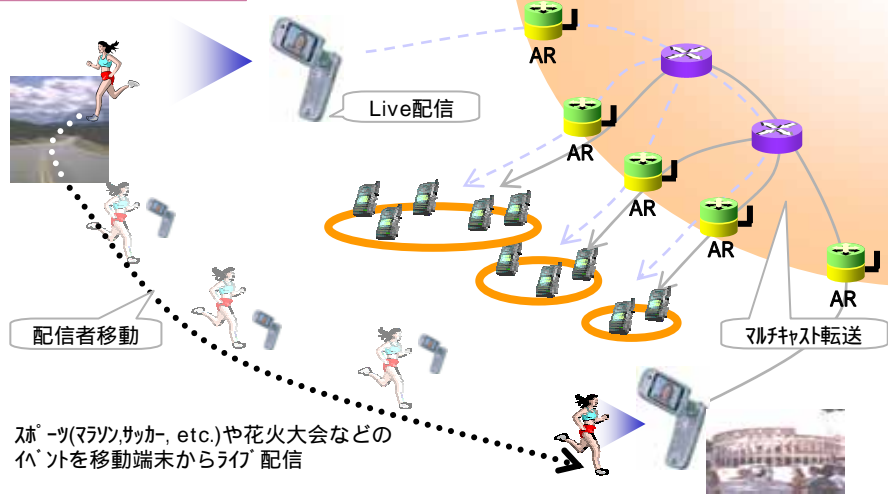 AR
Live配信
AR
AR
AR
AR
配信者移動
ﾏﾙﾁｷｬｽﾄ転送
ｽﾎﾟｰﾂ(ﾏﾗｿﾝ,ｻｯｶｰ, etc.)や花火大会などの
ｲﾍﾞﾝﾄを移動端末からﾗｲﾌﾞ配信